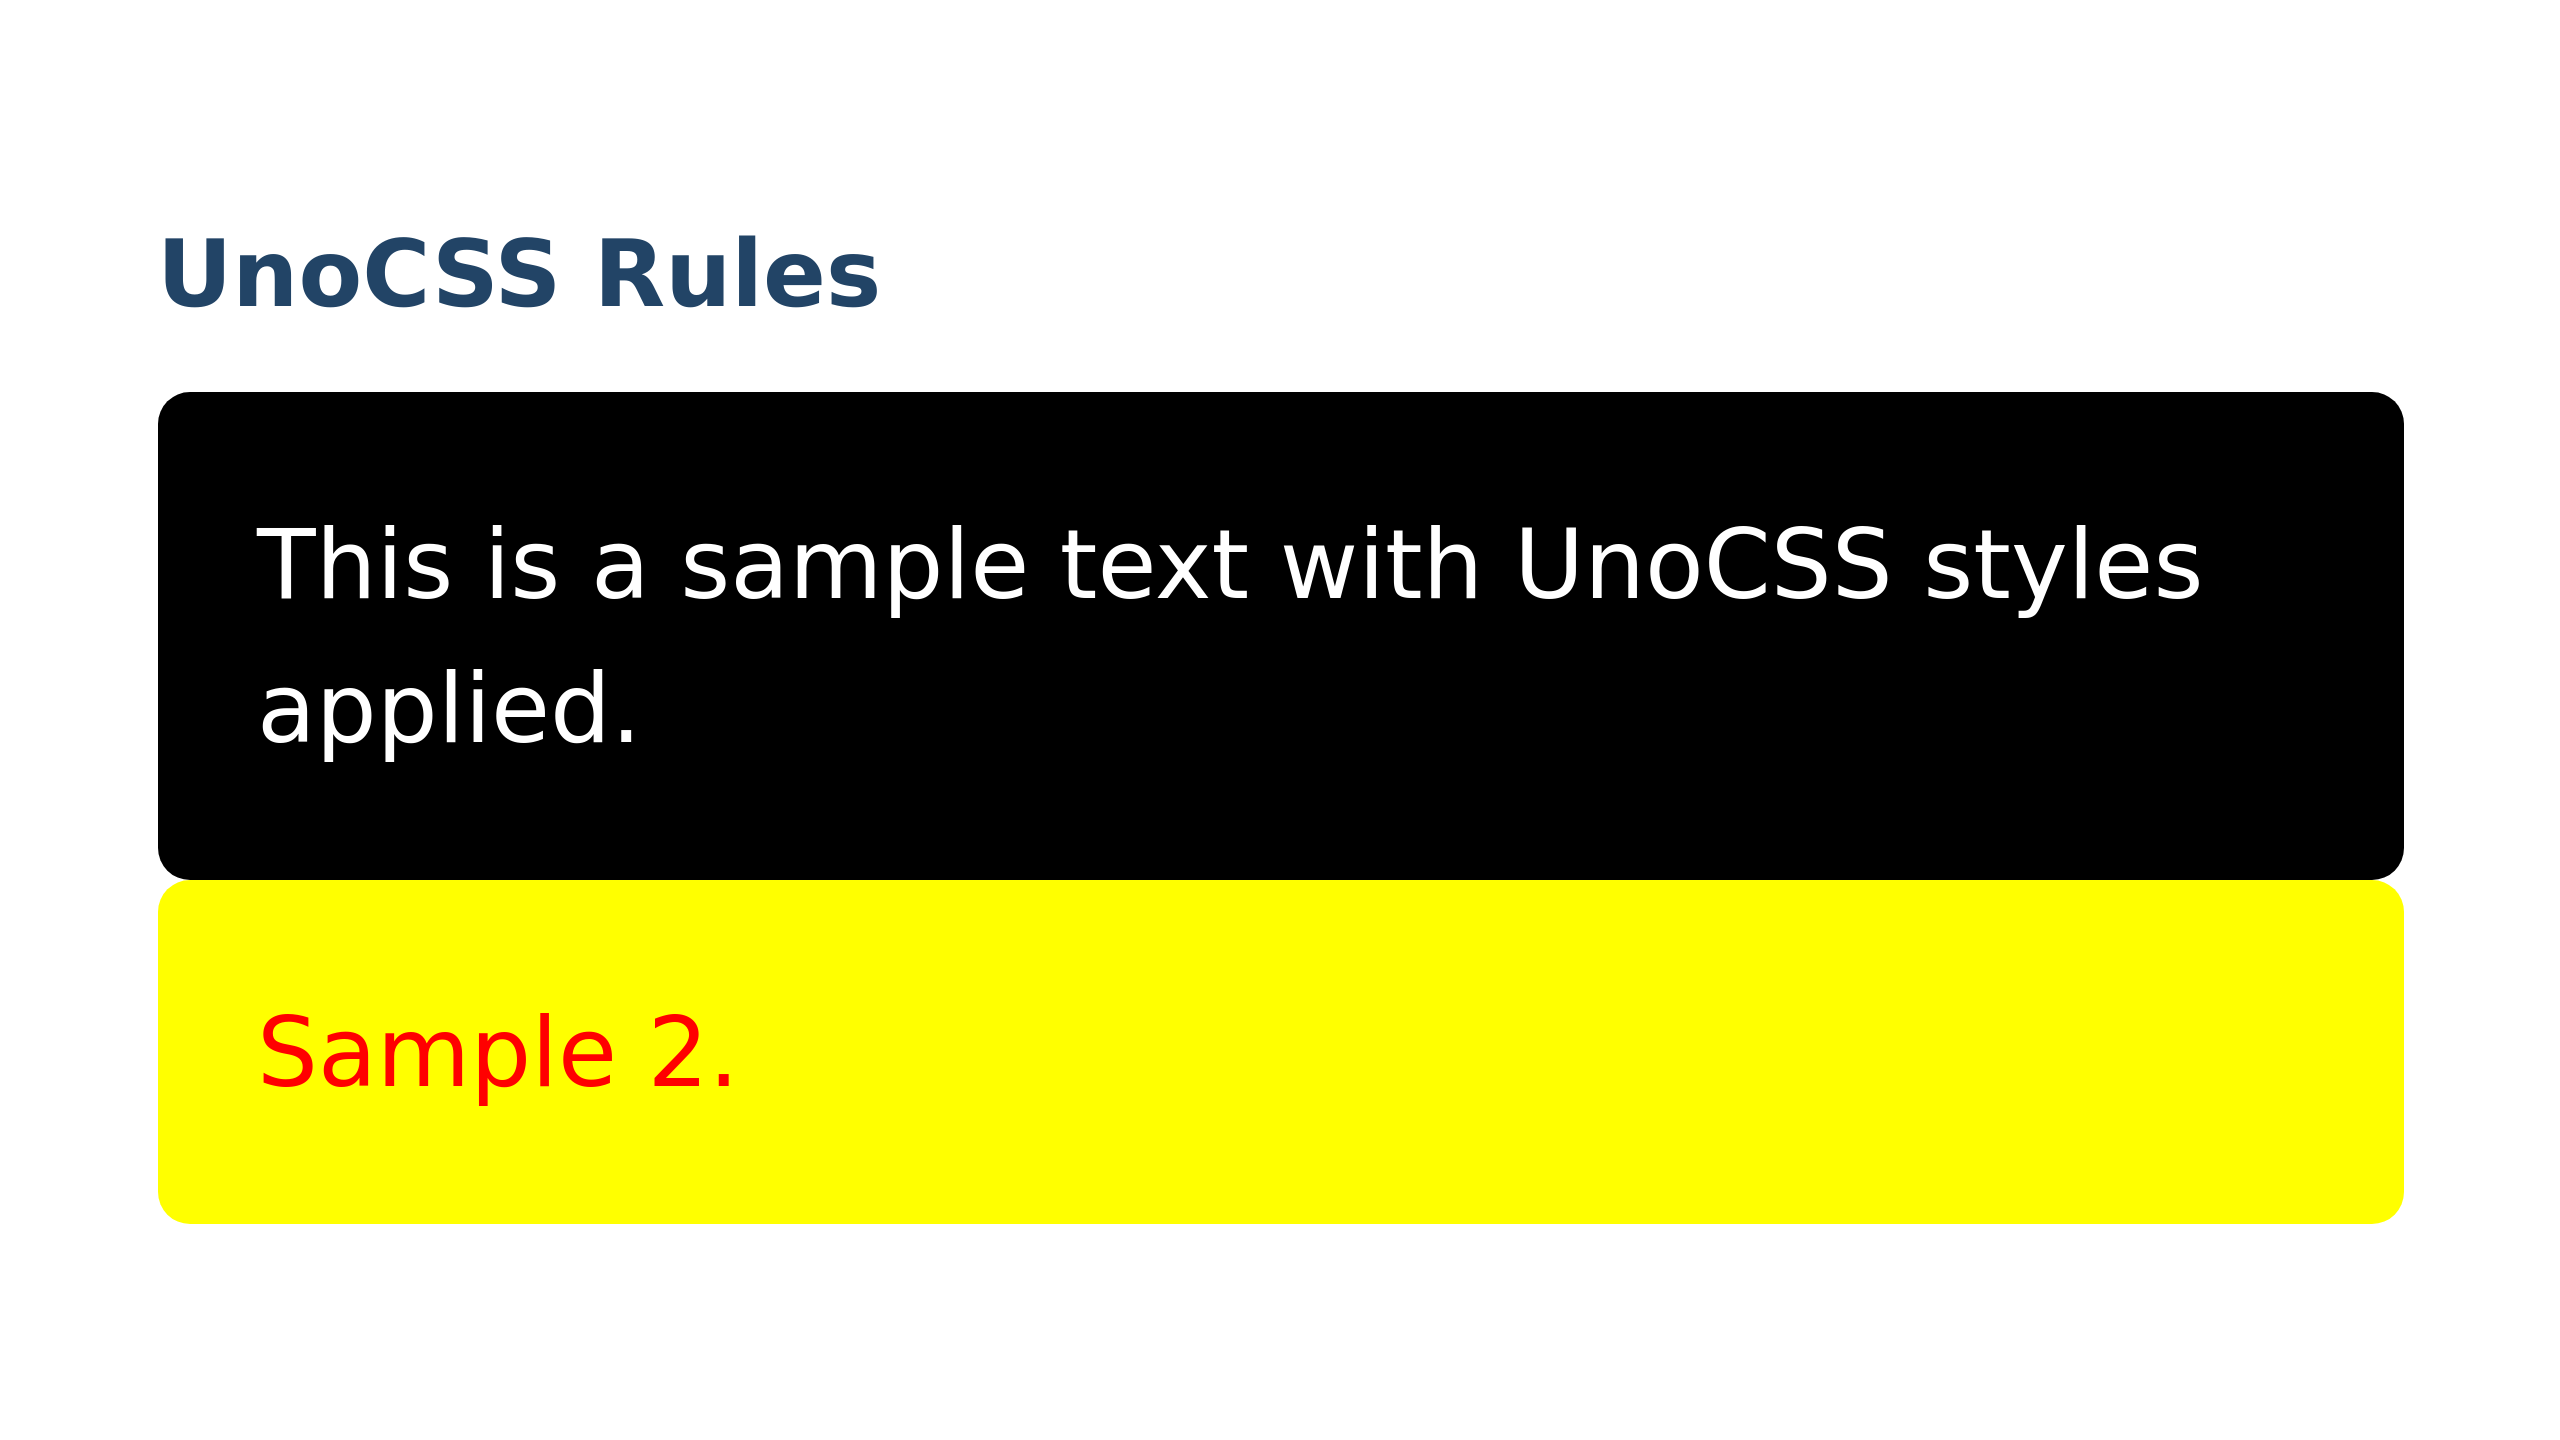 UnoCSS Rules
This is a sample text with UnoCSS styles
applied.
Sample 2.